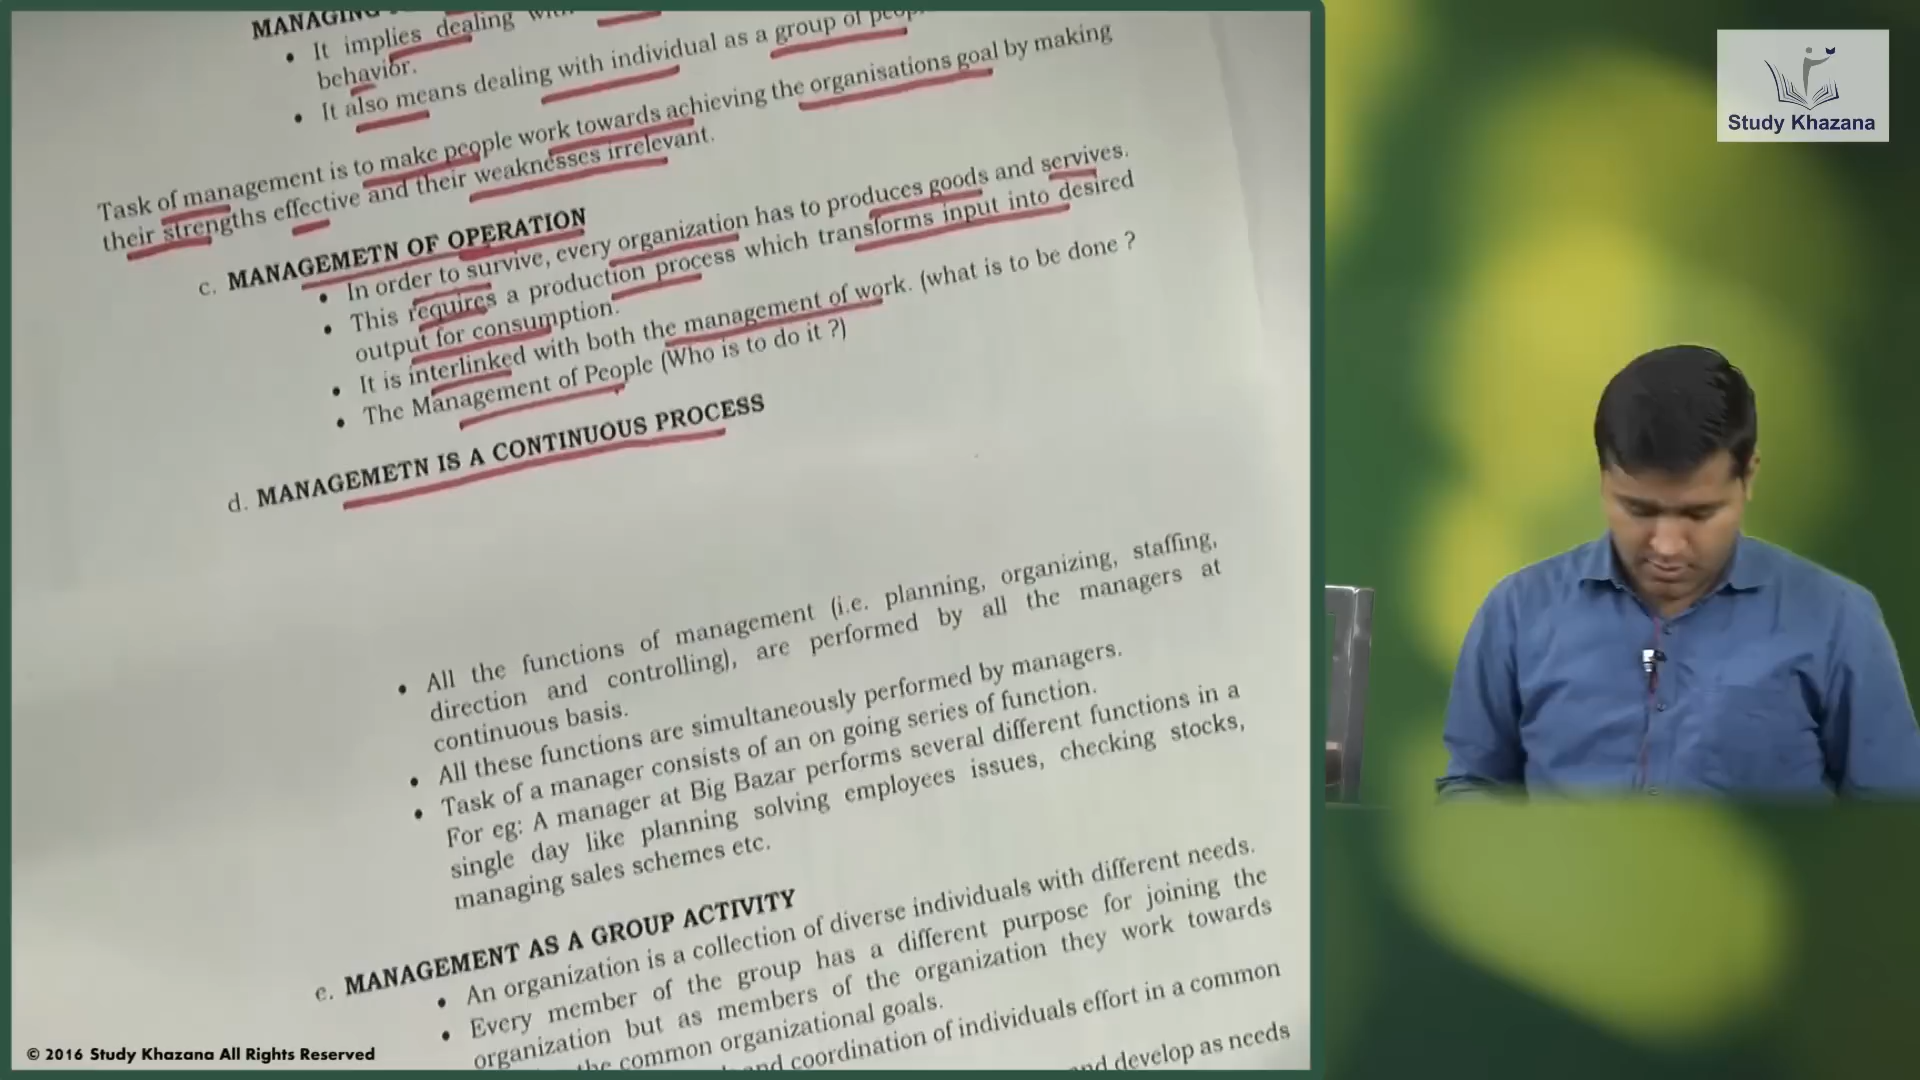 MANAGING
• It implies dealing
behavior.
• It also means dealing with individual as a group of
Task of management is to make people work towards achieving the organisations goal by making
their strengths effective and their weaknesses irrelevant.
c. MANAGEMETN OF OPERATION
• In order to survive, every organization has to produces goods and servives.
• This requires a production process which transforms input into desired
output for consumption.
• It is interlinked with both the management of work. (what is to be done ?
• The Management of People (Who is to do it ?)
d. MANAGEMETN IS A CONTINUOUS PROCESS
• All the functions of management (i.e. planning, organizing, staffing,
direction and controlling), are performed by all the managers at
continuous basis.
• All these functions are simultaneously performed by managers.
• Task of a manager consists of an on going series of function.
For eg: A manager at Big Bazar performs several different functions in a
single day like planning solving employees issues, checking stocks,
managing sales schemes etc.
e. MANAGEMENT AS A GROUP ACTIVITY
• An organization is a collection of diverse individuals with different needs.
• Every member of the group has a different purpose for joining the
organization but as members of the organization they work towards
the common organizational goals.
and coordination of individuals effort in a common
and develop as needs
Study Khazana
© 2016 Study Khazana All Rights Reserved